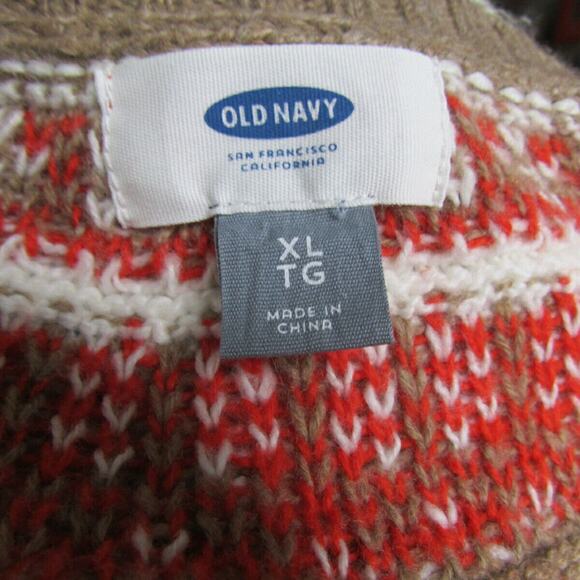 OLD NAVY
SAN FRANCISCO
CALIFORNIA
XL
TG
MADE IN
CHINA